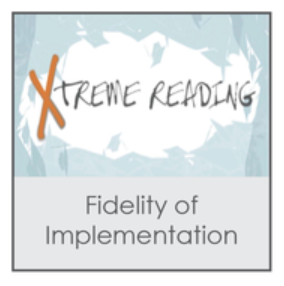 XTREME READING
Fidelity of
Implementation